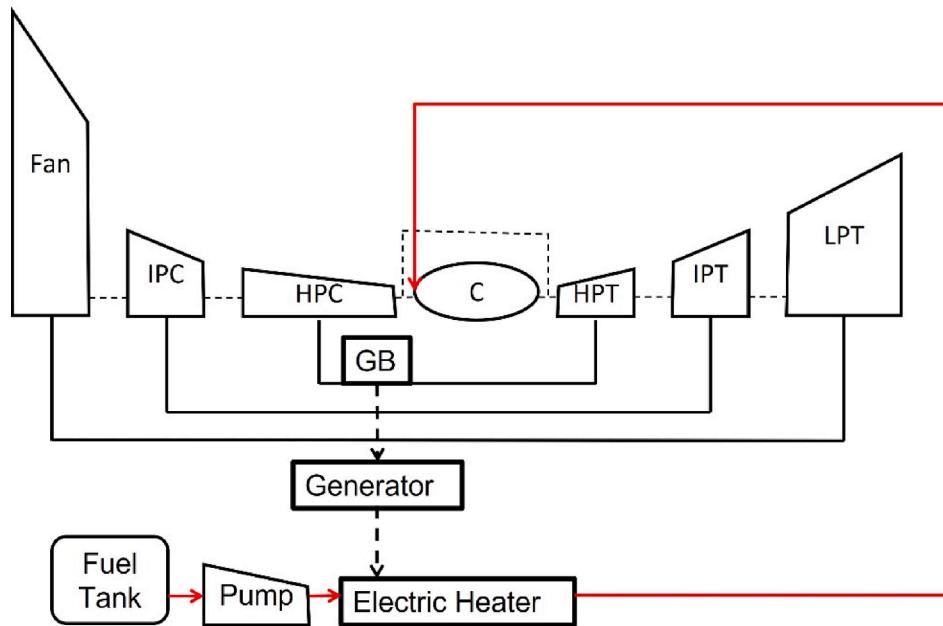 Fan
IPC
HPC
C
HPT
IPT
LPT
GB
Generator
Fuel
Tank
Pump
Electric Heater